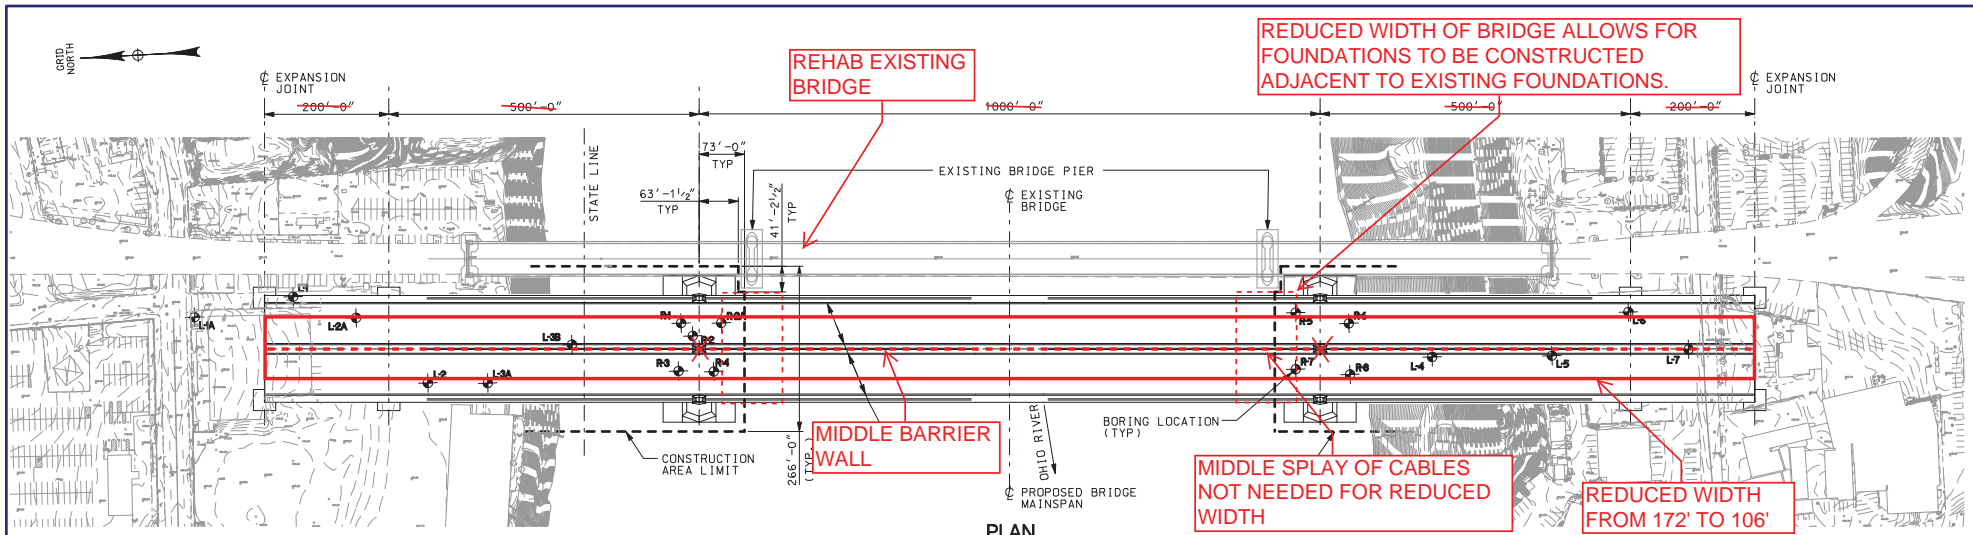 GRID
NORTH
℄ EXPANSION
JOINT
200'-0"
500'-0"
1000'-0"
500'-0"
200'-0"
℄ EXPANSION
JOINT
REHAB EXISTING
BRIDGE
REDUCED WIDTH OF BRIDGE ALLOWS FOR
FOUNDATIONS TO BE CONSTRUCTED
ADJACENT TO EXISTING FOUNDATIONS.
STATE LINE
73'-0"
TYP
63'-1½"
TYP
41'-2½"
TYP
EXISTING BRIDGE PIER
℄ EXISTING
BRIDGE
L-1
L-1A
L-2A
L-3B
L-2
L-3A
R-1
R-2
R-3
R-4
R-5
R-6
R-7
R-8
L-4
L-5
L-6
L-7
CONSTRUCTION
AREA LIMIT
266'-0"
(TYP.)
MIDDLE BARRIER
WALL
OHIO RIVER
℄ PROPOSED BRIDGE
MAINSPAN
BORING LOCATION
(TYP)
MIDDLE SPLAY OF CABLES
NOT NEEDED FOR REDUCED
WIDTH
REDUCED WIDTH
FROM 172' TO 106'
PLAN